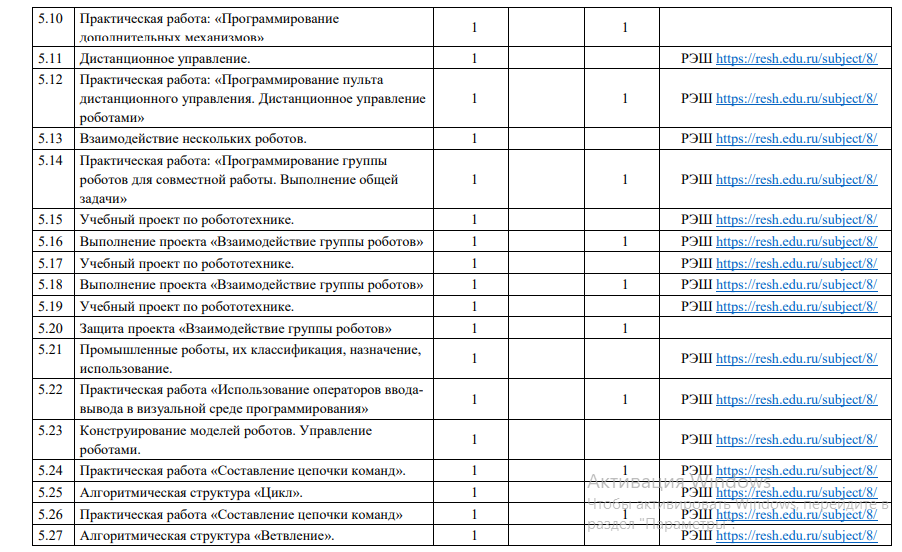 5.10 Практическая работа: «Программирование
дополнительных механизмов» 1 1
5.11 Дистанционное управление. 1 РЭШ https://resh.edu.ru/subject/8/
5.12 Практическая работа: «Программирование пульта
дистанционного управления. Дистанционное управление
роботами» 1 1 РЭШ https://resh.edu.ru/subject/8/
5.13 Взаимодействие нескольких роботов. 1 РЭШ https://resh.edu.ru/subject/8/
5.14 Практическая работа: «Программирование группы
роботов для совместной работы. Выполнение общей
задачи» 1 1 РЭШ https://resh.edu.ru/subject/8/
5.15 Учебный проект по робототехнике. 1 РЭШ https://resh.edu.ru/subject/8/
5.16 Выполнение проекта «Взаимодействие группы роботов» 1 1 РЭШ https://resh.edu.ru/subject/8/
5.17 Учебный проект по робототехнике. 1 РЭШ https://resh.edu.ru/subject/8/
5.18 Выполнение проекта «Взаимодействие группы роботов» 1 1 РЭШ https://resh.edu.ru/subject/8/
5.19 Учебный проект по робототехнике. 1 РЭШ https://resh.edu.ru/subject/8/
5.20 Защита проекта «Взаимодействие группы роботов» 1 1
5.21 Промышленные роботы, их классификация, назначение,
использование. 1 РЭШ https://resh.edu.ru/subject/8/
5.22 Практическая работа «Использование операторов ввода-
вывода в визуальной среде программирования» 1 1 РЭШ https://resh.edu.ru/subject/8/
5.23 Конструирование моделей роботов. Управление
роботами. 1 РЭШ https://resh.edu.ru/subject/8/
5.24 Практическая работа «Составление цепочки команд». 1 1 РЭШ https://resh.edu.ru/subject/8/
5.25 Алгоритмическая структура «Цикл». 1 РЭШ https://resh.edu.ru/subject/8/
5.26 Практическая работа «Составление цепочки команд» 1 1 РЭШ https://resh.edu.ru/subject/8/
5.27 Алгоритмическая структура «Ветвление». 1 РЭШ https://resh.edu.ru/subject/8/
Активация Windows
Чтобы активировать Windows, перейдите в
раздел "Параметры".